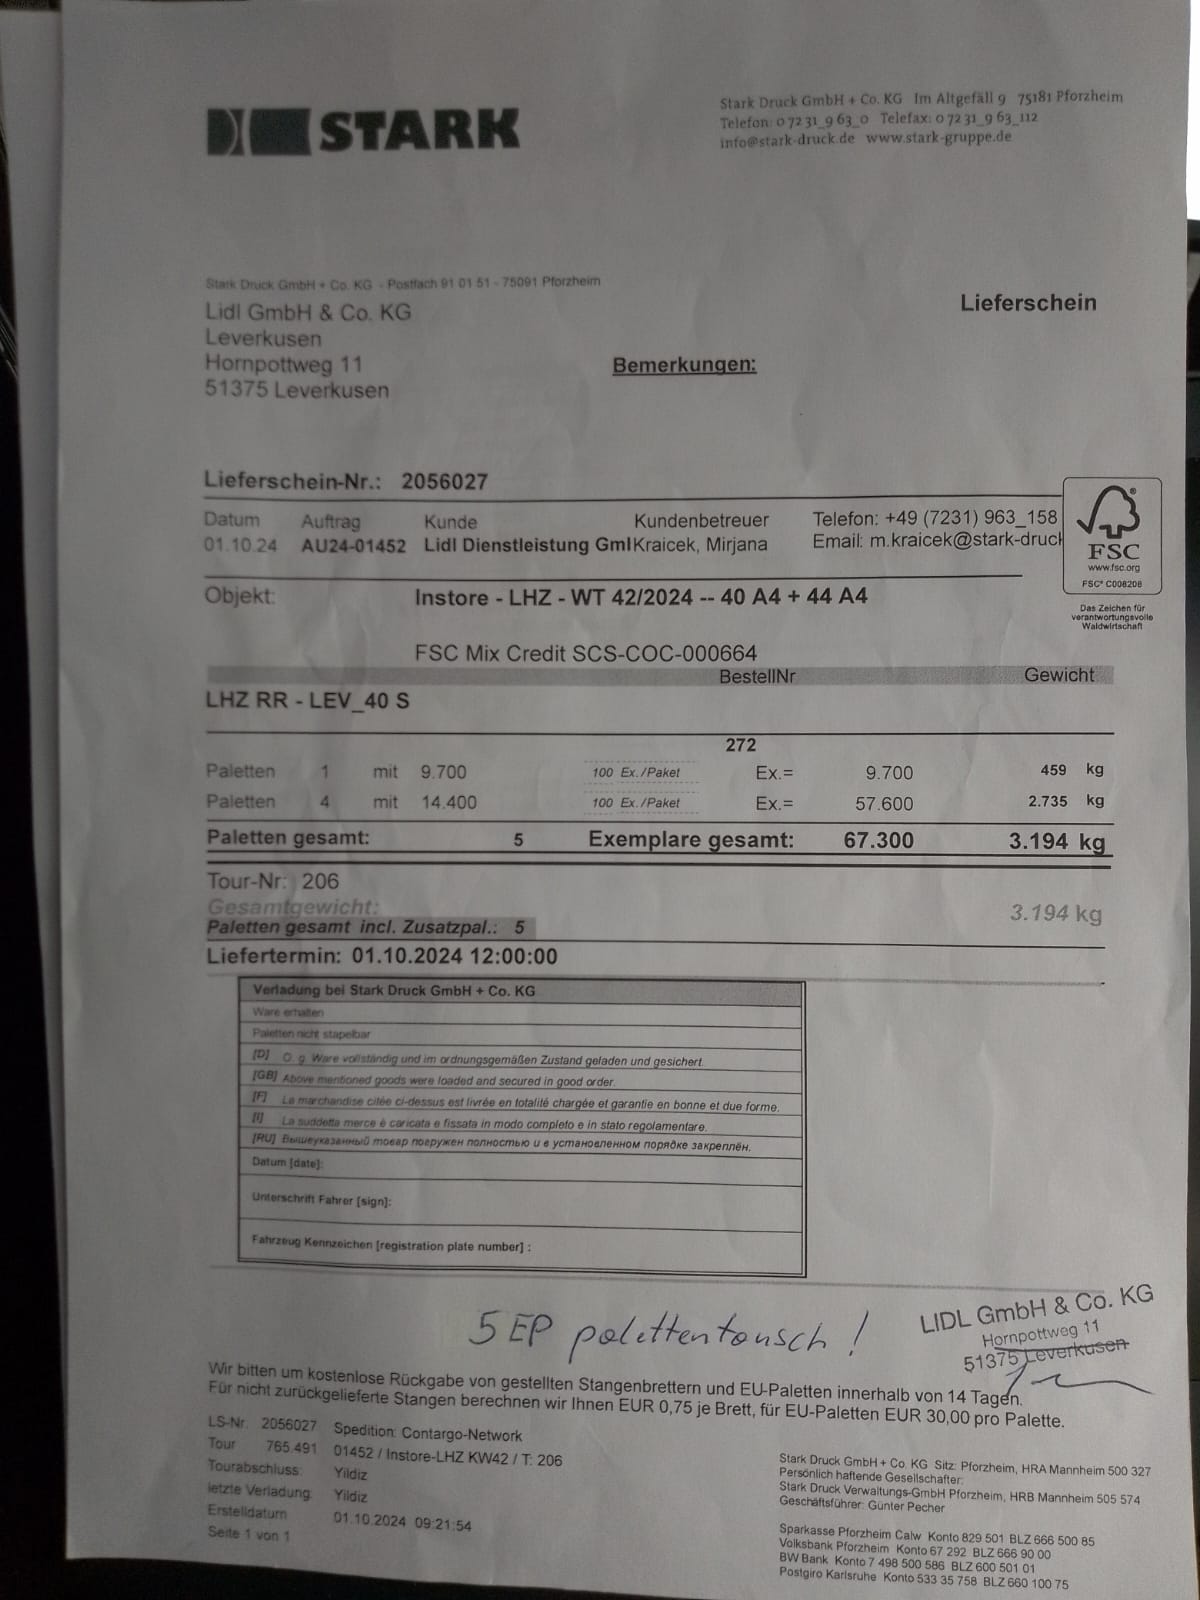 STARK
Stark Druck GmbH + Co. KG Im Altgefäll 9 75181 Pforzheim
Telefon: 0 72 31_9 63_0 Telefax: 0 72 31_9 63_112
info@stark-druck.de www.stark-gruppe.de
Stark Druck GmbH + Co. KG - Postfach 91 01 51 - 75091 Pforzheim
Lidl GmbH & Co. KG
Leverkusen
Hornpottweg 11
51375 Leverkusen
Lieferschein
Bemerkungen:
Lieferschein-Nr.: 2056027
Datum Auftrag Kunde Kundenbetreuer Telefon: +49 (7231) 963_158
01.10.24 AU24-01452 Lidl Dienstleistung Gml Kraicek, Mirjana Email: m.kraicek@stark-druck
FSC
www.fsc.org
FSC® C008208
Das Zeichen für
verantwortungsvolle
Waldwirtschaft
Objekt: Instore - LHZ - WT 42/2024 -- 40 A4 + 44 A4
FSC Mix Credit SCS-COC-000664
BestellNr Gewicht
LHZ RR - LEV_40 S
272
Paletten 1 mit 9.700 100 Ex./Paket Ex.= 9.700 459 kg
Paletten 4 mit 14.400 100 Ex./Paket Ex.= 57.600 2.735 kg
Paletten gesamt: 5 Exemplare gesamt: 67.300 3.194 kg
Tour-Nr: 206
Gesamtgewicht: 3.194 kg
Paletten gesamt incl. Zusatzpal.: 5
Liefertermin: 01.10.2024 12:00:00
Verladung bei Stark Druck GmbH + Co. KG
Ware erhalten
Paletten nicht stapelbar
[D] O. g. Ware vollständig und im ordnungsgemäßen Zustand geladen und gesichert.
[GB] Above mentioned goods were loaded and secured in good order.
[F] La marchandise citée ci-dessus est livrée en totalité chargée et garantie en bonne et due forme.
[I] La suddetta merce è caricata e fissata in modo completo e in stato regolamentare.
[RU] Вышеуказанный товар погружен полностью и в установленном порядке закреплён.
Datum [date]:
Unterschrift Fahrer [sign]:
Fahrzeug Kennzeichen [registration plate number] :
5 EP palettentausch !
LIDL GmbH & Co. KG
Hornpottweg 11
51375 Leverkusen
Wir bitten um kostenlose Rückgabe von gestellten Stangenbrettern und EU-Paletten innerhalb von 14 Tagen.
Für nicht zurückgelieferte Stangen berechnen wir Ihnen EUR 0,75 je Brett, für EU-Paletten EUR 30,00 pro Palette.
LS-Nr. 2056027 Spedition: Contargo-Network
Tour 765.491 01452 / Instore-LHZ KW42 / T: 206
Tourabschluss: Yildiz
letzte Verladung: Yildiz
Erstelldatum 01.10.2024 09:21:54
Seite 1 von 1
Stark Druck GmbH + Co. KG Sitz: Pforzheim, HRA Mannheim 500 327
Persönlich haftende Gesellschafter:
Stark Druck Verwaltungs-GmbH Pforzheim, HRB Mannheim 505 574
Geschäftsführer: Günter Pecher
Sparkasse Pforzheim Calw Konto 829 501 BLZ 666 500 85
Volksbank Pforzheim Konto 67 292 BLZ 666 90 00
BW Bank Konto 7 498 500 586 BLZ 600 501 01
Postgiro Karlsruhe Konto 533 35 758 BLZ 660 100 75